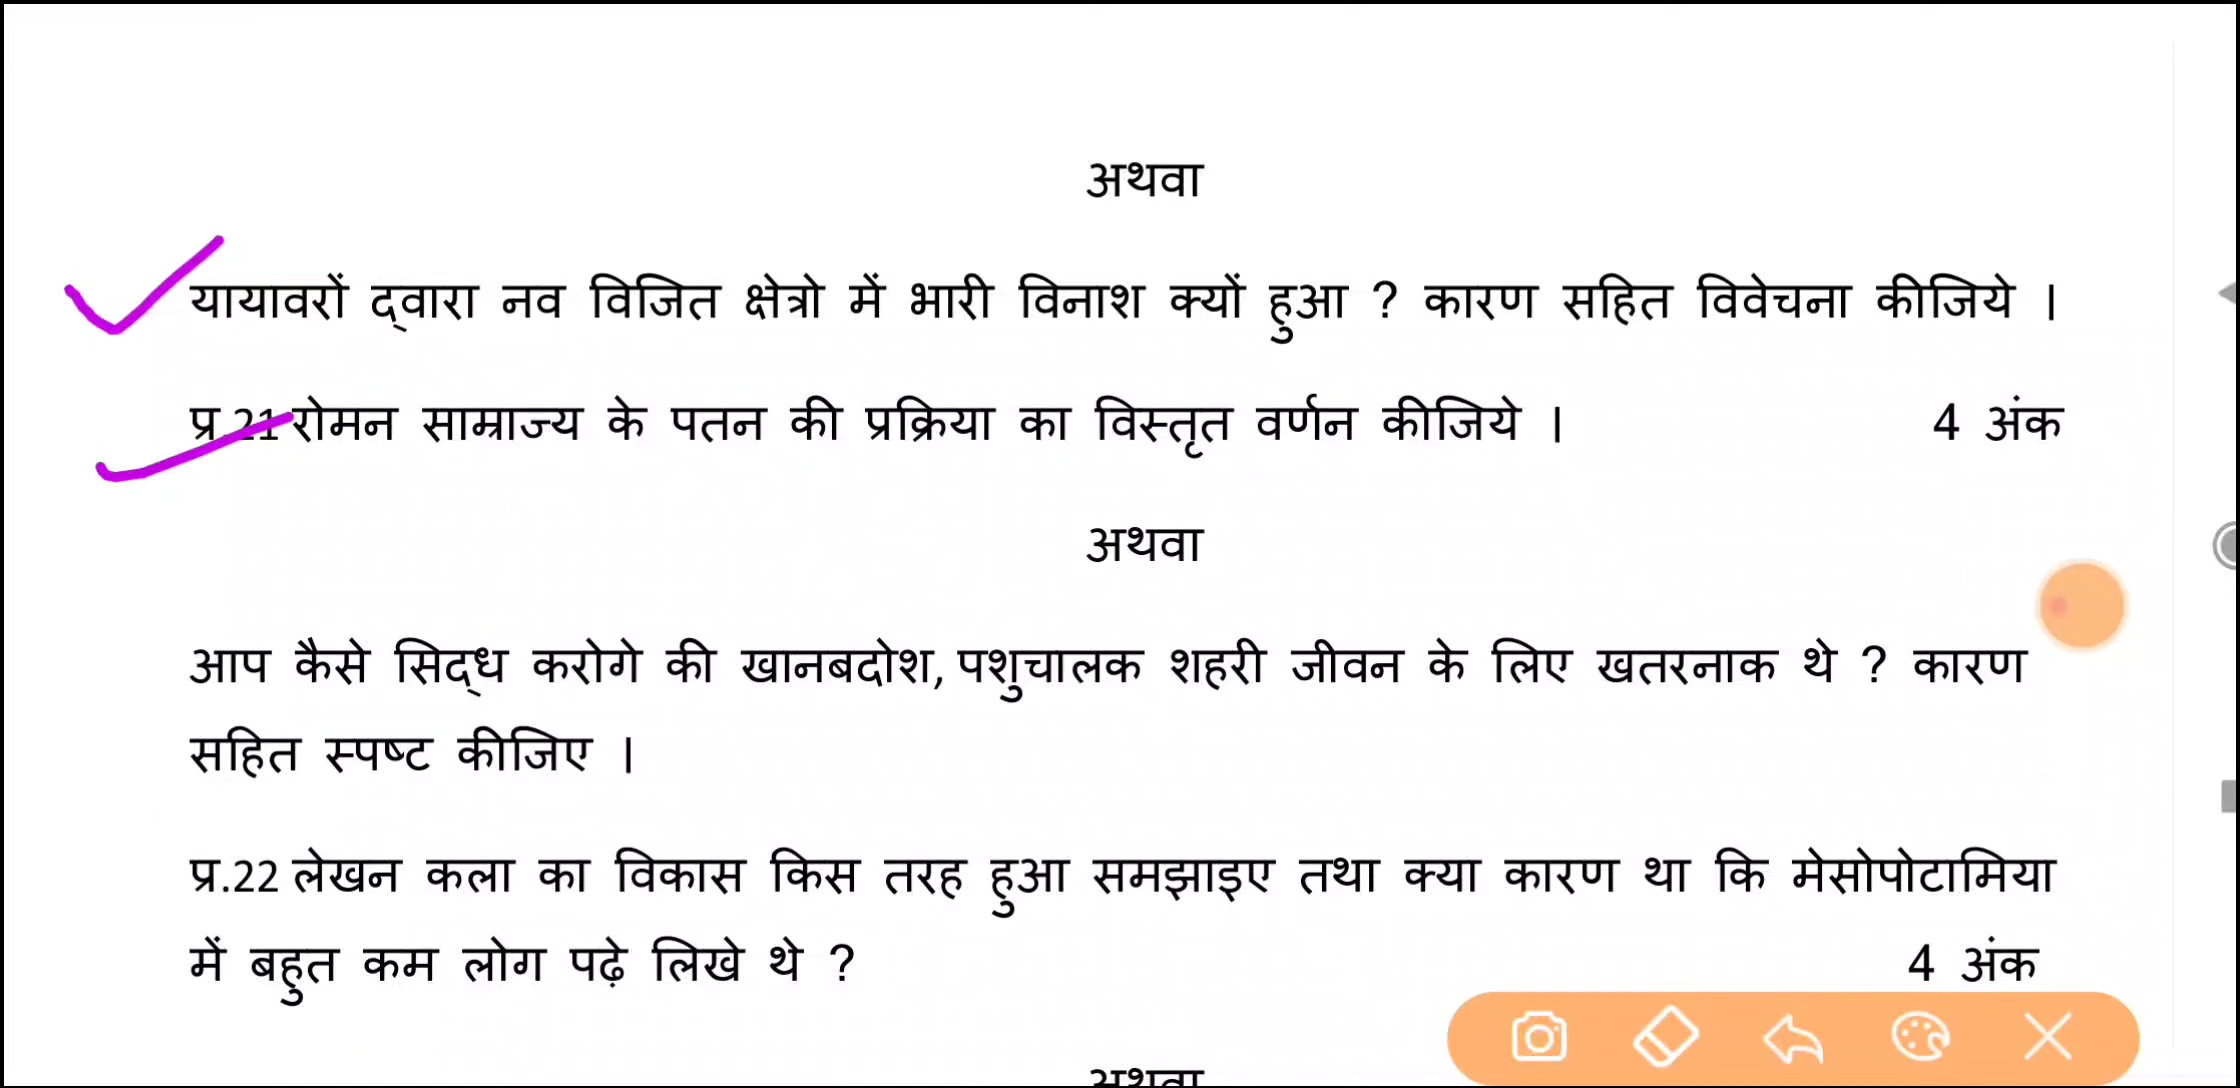 अथवा
यायावरों द्वारा नव विजित क्षेत्रो में भारी विनाश क्यों हुआ ? कारण सहित विवेचना कीजिये ।
प्र.21 रोमन साम्राज्य के पतन की प्रक्रिया का विस्तृत वर्णन कीजिये । 4 अंक
अथवा
आप कैसे सिद्ध करोगे की खानबदोश, पशुचालक शहरी जीवन के लिए खतरनाक थे ? कारण
सहित स्पष्ट कीजिए ।
प्र.22 लेखन कला का विकास किस तरह हुआ समझाइए तथा क्या कारण था कि मेसोपोटामिया
में बहुत कम लोग पढ़े लिखे थे ? 4 अंक
अथवा